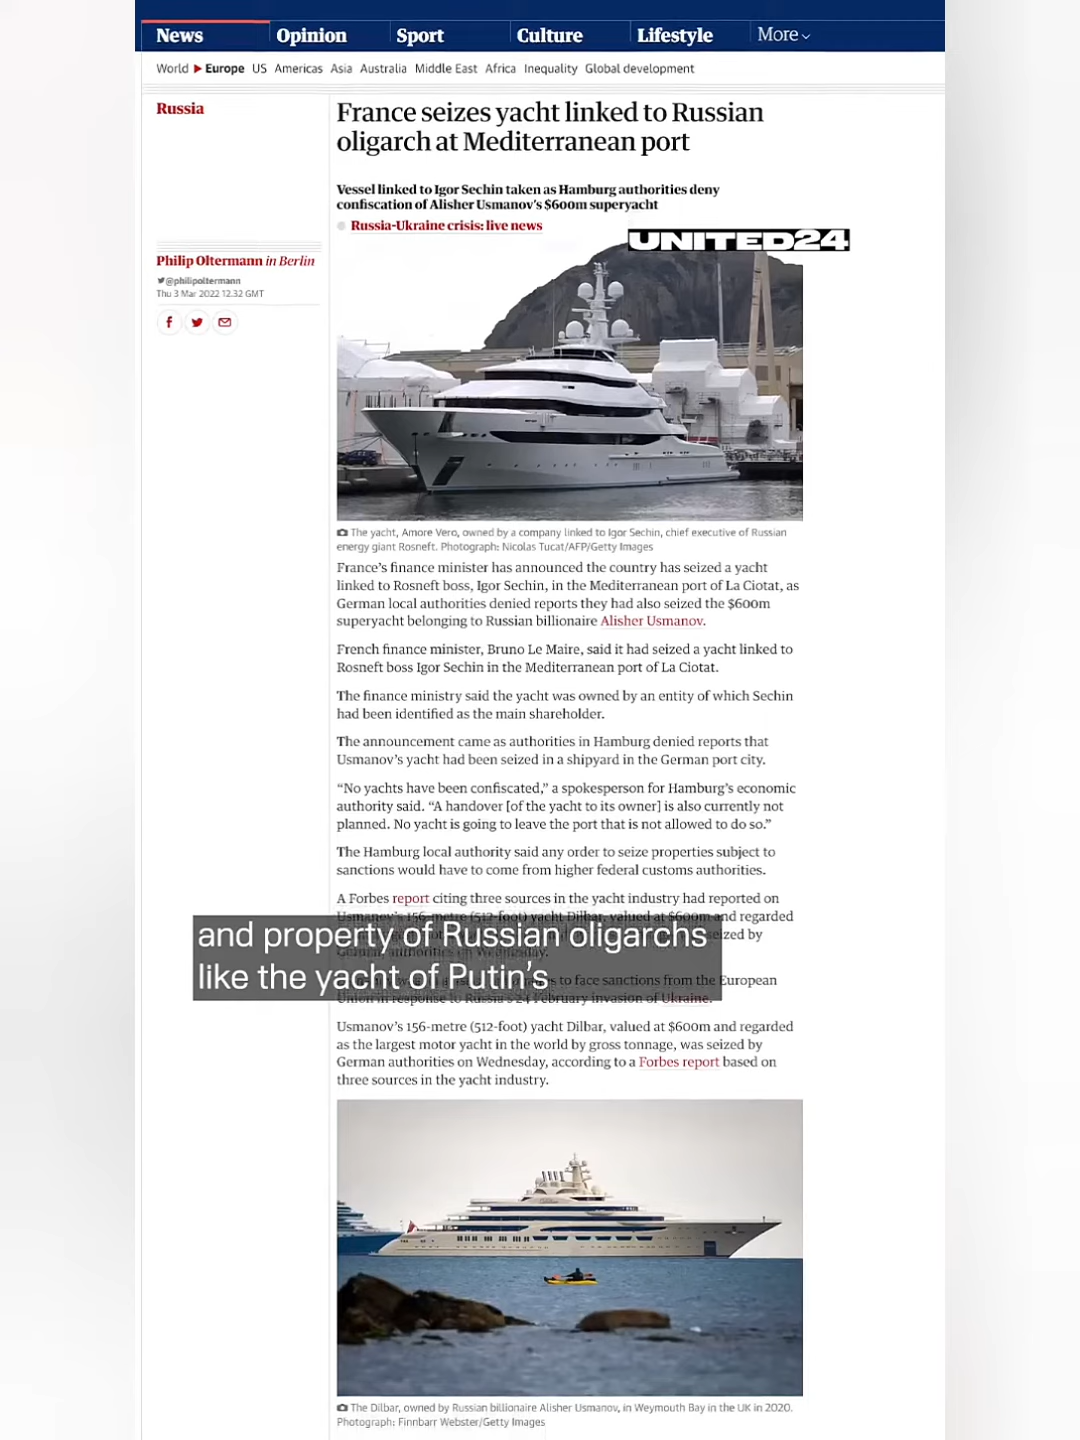 News
Opinion
Sport
Culture
Lifestyle
More
World
Europe
US
Americas
Asia
Australia
Middle East
Africa
Inequality
Global development
Russia
France seizes yacht linked to Russian
oligarch at Mediterranean port
Vessel linked to Igor Sechin taken as Hamburg authorities deny
confiscation of Alisher Usmanov's $600m superyacht
Russia-Ukraine crisis: live news
UNITED24
Philip Oltermann in Berlin
@philipoltermann
Thu 3 Mar 2022 12.32 GMT
The yacht, Amore Vero, owned by a company linked to Igor Sechin, chief executive of Russian
energy giant Rosneft. Photograph: Nicolas Tucat/AFP/Getty Images
France's finance minister has announced the country has seized a yacht
linked to Rosneft boss, Igor Sechin, in the Mediterranean port of La Ciotat, as
German local authorities denied reports they had also seized the $600m
superyacht belonging to Russian billionaire Alisher Usmanov.
French finance minister, Bruno Le Maire, said it had seized a yacht linked to
Rosneft boss Igor Sechin in the Mediterranean port of La Ciotat.
The finance ministry said the yacht was owned by an entity of which Sechin
had been identified as the main shareholder.
The announcement came as authorities in Hamburg denied reports that
Usmanov's yacht had been seized in a shipyard in the German port city.
“No yachts have been confiscated,” a spokesperson for Hamburg's economic
authority said. “A handover [of the yacht to its owner] is also currently not
planned. No yacht is going to leave the port that is not allowed to do so.”
The Hamburg local authority said any order to seize properties subject to
sanctions would have to come from higher federal customs authorities.
A Forbes report citing three sources in the yacht industry had reported on
Usmanov's 156-metre (512-foot) yacht Dilbar, valued at $600m and regarded
seized by
and property of Russian oligarchs
like the yacht of Putin's
to face sanctions from the European
Union in response to Russia's 24 February invasion of Ukraine.
Usmanov's 156-metre (512-foot) yacht Dilbar, valued at $600m and regarded
as the largest motor yacht in the world by gross tonnage, was seized by
German authorities on Wednesday, according to a Forbes report based on
three sources in the yacht industry.
The Dilbar, owned by Russian billionaire Alisher Usmanov, in Weymouth Bay in the UK in 2020.
Photograph: Finnbarr Webster/Getty Images